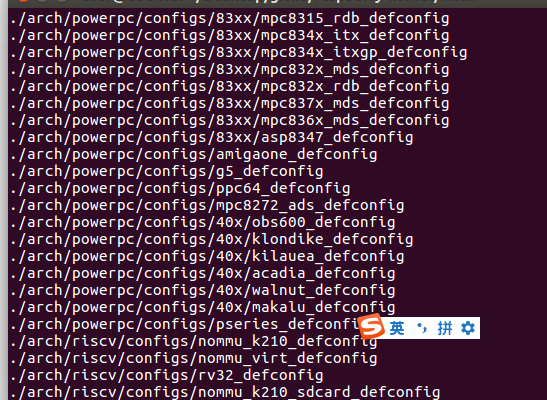 ./arch/powerpc/configs/83xx/mpc8315_rdb_defconfig
./arch/powerpc/configs/83xx/mpc834x_itx_defconfig
./arch/powerpc/configs/83xx/mpc834x_itxgp_defconfig
./arch/powerpc/configs/83xx/mpc832x_mds_defconfig
./arch/powerpc/configs/83xx/mpc832x_rdb_defconfig
./arch/powerpc/configs/83xx/mpc837x_mds_defconfig
./arch/powerpc/configs/83xx/mpc836x_mds_defconfig
./arch/powerpc/configs/83xx/asp8347_defconfig
./arch/powerpc/configs/amigaone_defconfig
./arch/powerpc/configs/g5_defconfig
./arch/powerpc/configs/ppc64_defconfig
./arch/powerpc/configs/mpc8272_ads_defconfig
./arch/powerpc/configs/40x/obs600_defconfig
./arch/powerpc/configs/40x/klondike_defconfig
./arch/powerpc/configs/40x/kilauea_defconfig
./arch/powerpc/configs/40x/acadia_defconfig
./arch/powerpc/configs/40x/walnut_defconfig
./arch/powerpc/configs/40x/makalu_defconfig
./arch/powerpc/configs/pseries_defconfig S 英 •, 拼
./arch/riscv/configs/nommu_k210_defconfig
./arch/riscv/configs/nommu_virt_defconfig
./arch/riscv/configs/rv32_defconfig
./arch/riscv/configs/nommu_k210_sdcard_defconfig